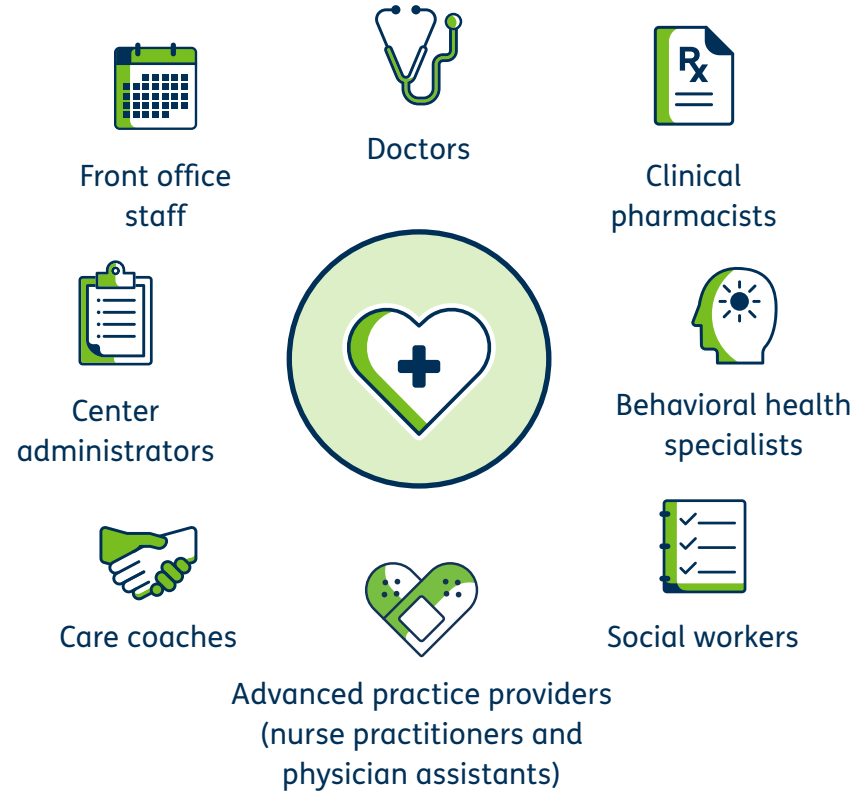 Doctors
Front office
staff
Rx
Clinical
pharmacists
Center
administrators
Behavioral health
specialists
Care coaches
Social workers
Advanced practice providers
(nurse practitioners and
physician assistants)